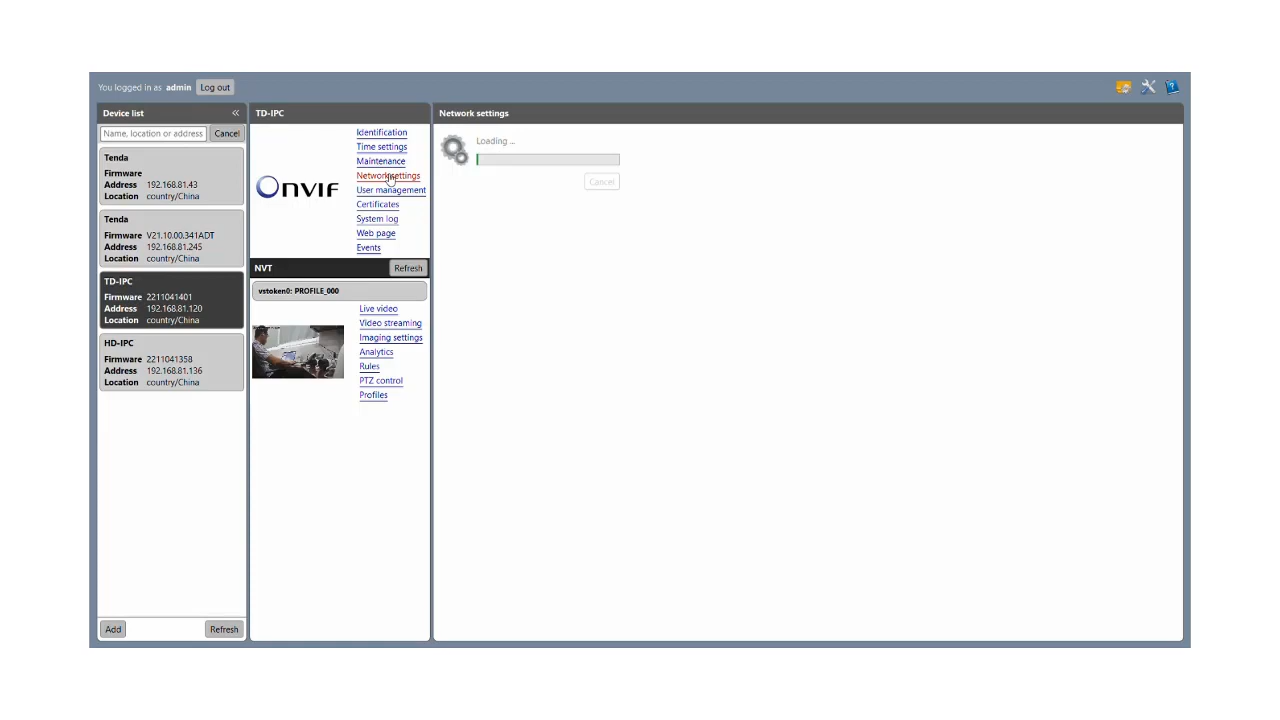 You logged in as admin Log out
Device list
TD-IPC
Network settings
Name, location or address Cancel
Tenda
Firmware
Address 192.168.81.43
Location country/China
Tenda
Firmware V21.10.00.341ADT
Address 192.168.81.245
Location country/China
TD-IPC
Firmware 2211041401
Address 192.168.81.120
Location country/China
HD-IPC
Firmware 2211041358
Address 192.168.81.136
Location country/China
Add Refresh
ONVIF
Identification
Time settings
Maintenance
Network settings
User management
Certificates
System log
Web page
Events
NVT Refresh
vstoken0: PROFILE_000
Live video
Video streaming
Imaging settings
Analytics
Rules
PTZ control
Profiles
Loading ...
Cancel